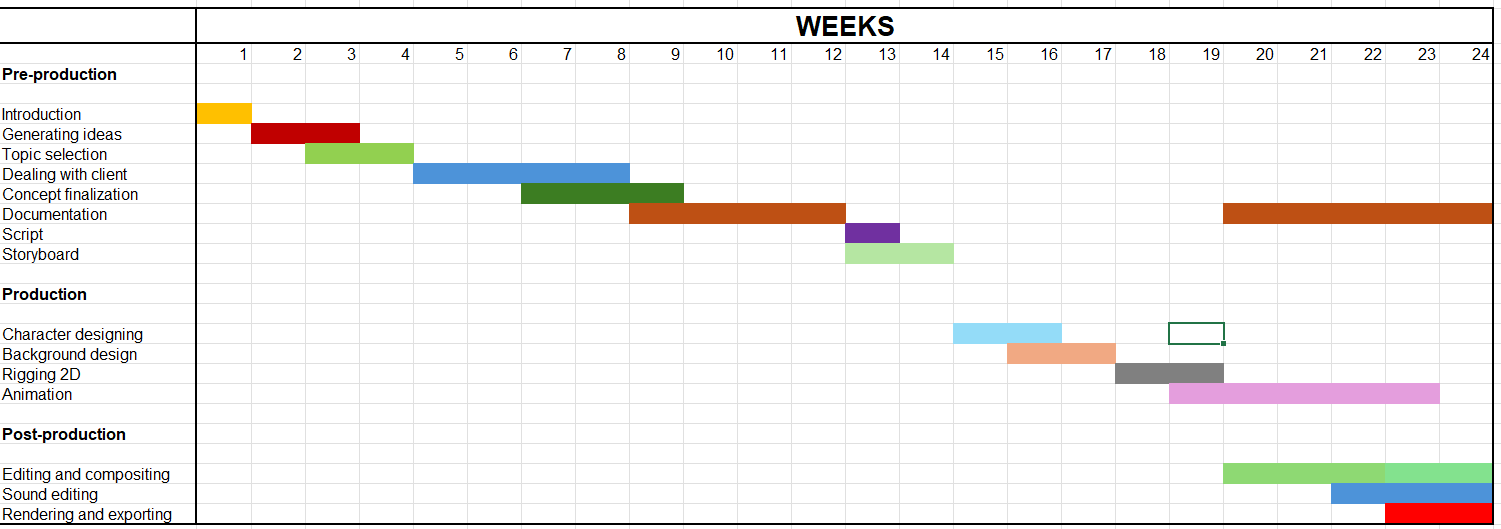 WEEKS
1 2 3 4 5 6 7 8 9 10 11 12 13 14 15 16 17 18 19 20 21 22 23 24
Pre-production
Introduction
Generating ideas
Topic selection
Dealing with client
Concept finalization
Documentation
Script
Storyboard
Production
Character designing
Background design
Rigging 2D
Animation
Post-production
Editing and compositing
Sound editing
Rendering and exporting